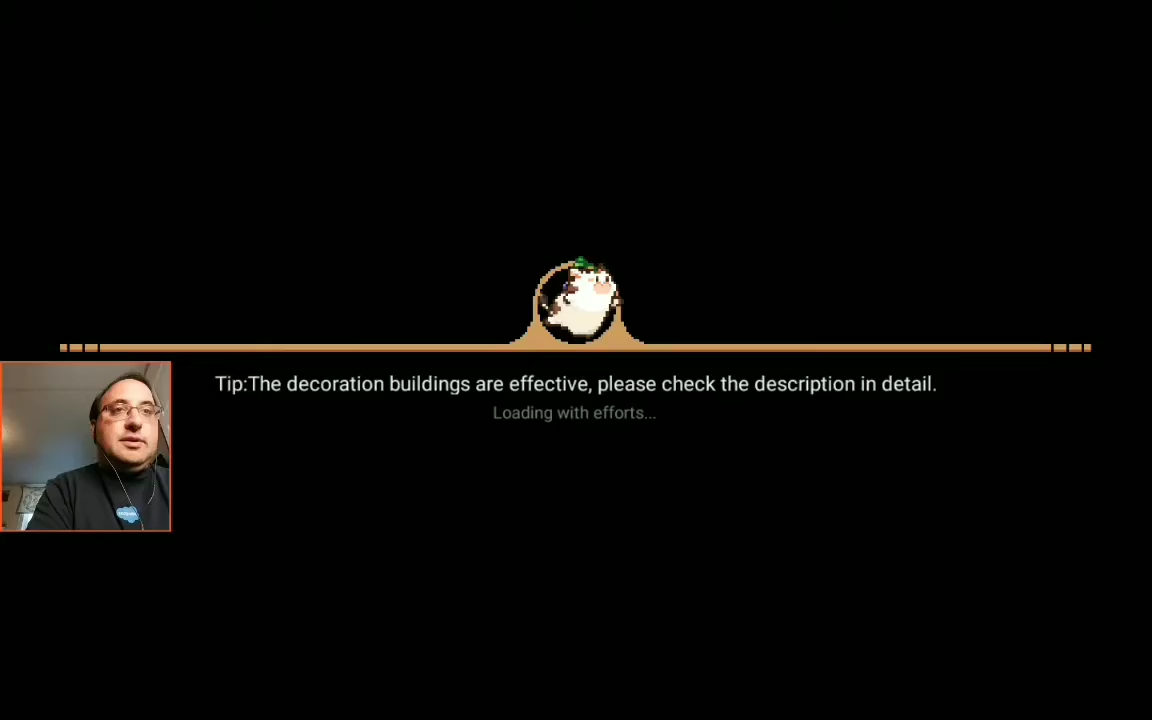 Tip:The decoration buildings are effective, please check the description in detail.
Loading with efforts...